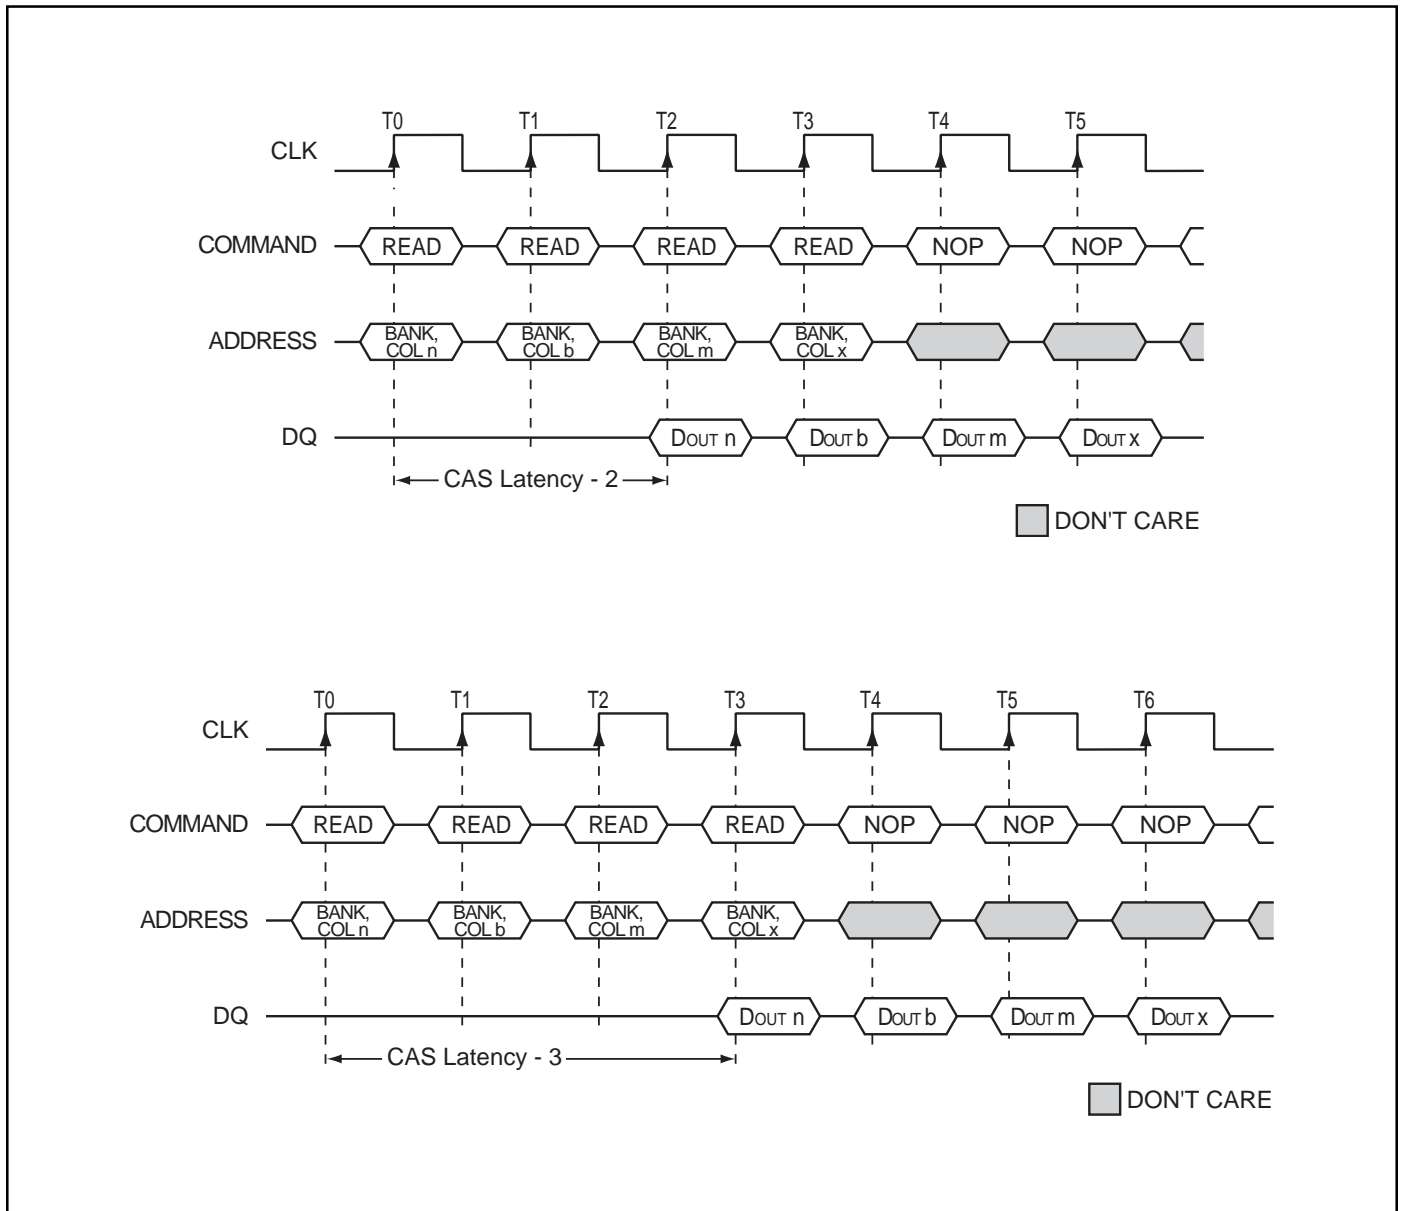 T0 T1 T2 T3 T4 T5
CLK
COMMAND READ READ READ READ NOP NOP
ADDRESS
BANK, BANK, BANK, BANK,
COL n COL b COL m COL x
DQ DOUT n DOUT b DOUT m DOUT x
CAS Latency - 2
DON'T CARE
T0 T1 T2 T3 T4 T5 T6
CLK
COMMAND READ READ READ READ NOP NOP NOP
ADDRESS
BANK, BANK, BANK, BANK,
COL n COL b COL m COL x
DQ DOUT n DOUT b DOUT m DOUT x
CAS Latency - 3
DON'T CARE